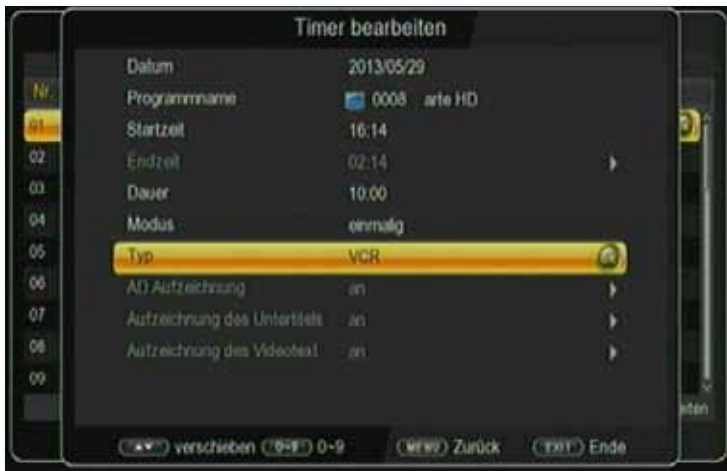 Timer bearbeiten
Nr.
Datum 2013/05/29
Programmname 0008 arte HD
01 Startzeit 16:14
02 Endzeit 02:14
03 Dauer 10:00
04 Modus einmalig
05 Typ VCR
06 AD Aufzeichnung an
07 Aufzeichnung des Untertitels an
08 Aufzeichnung des Videotext an
09
eiten
verschieben 0~9 0~9 MENU Zurück EXIT Ende